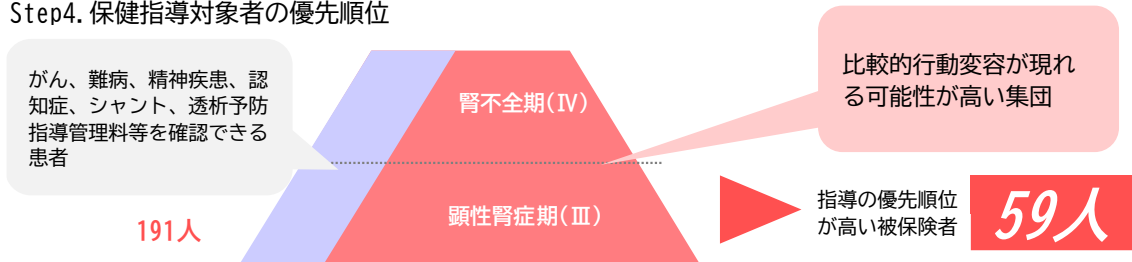 Step4.保健指導対象者の優先順位
がん、難病、精神疾患、認
知症、シャント、透析予防
指導管理料等を確認できる
患者
比較的行動変容が現れ
る可能性が高い集団
腎不全期(Ⅳ)
顕性腎症期(Ⅲ)
191人
指導の優先順位
が高い被保険者
59人